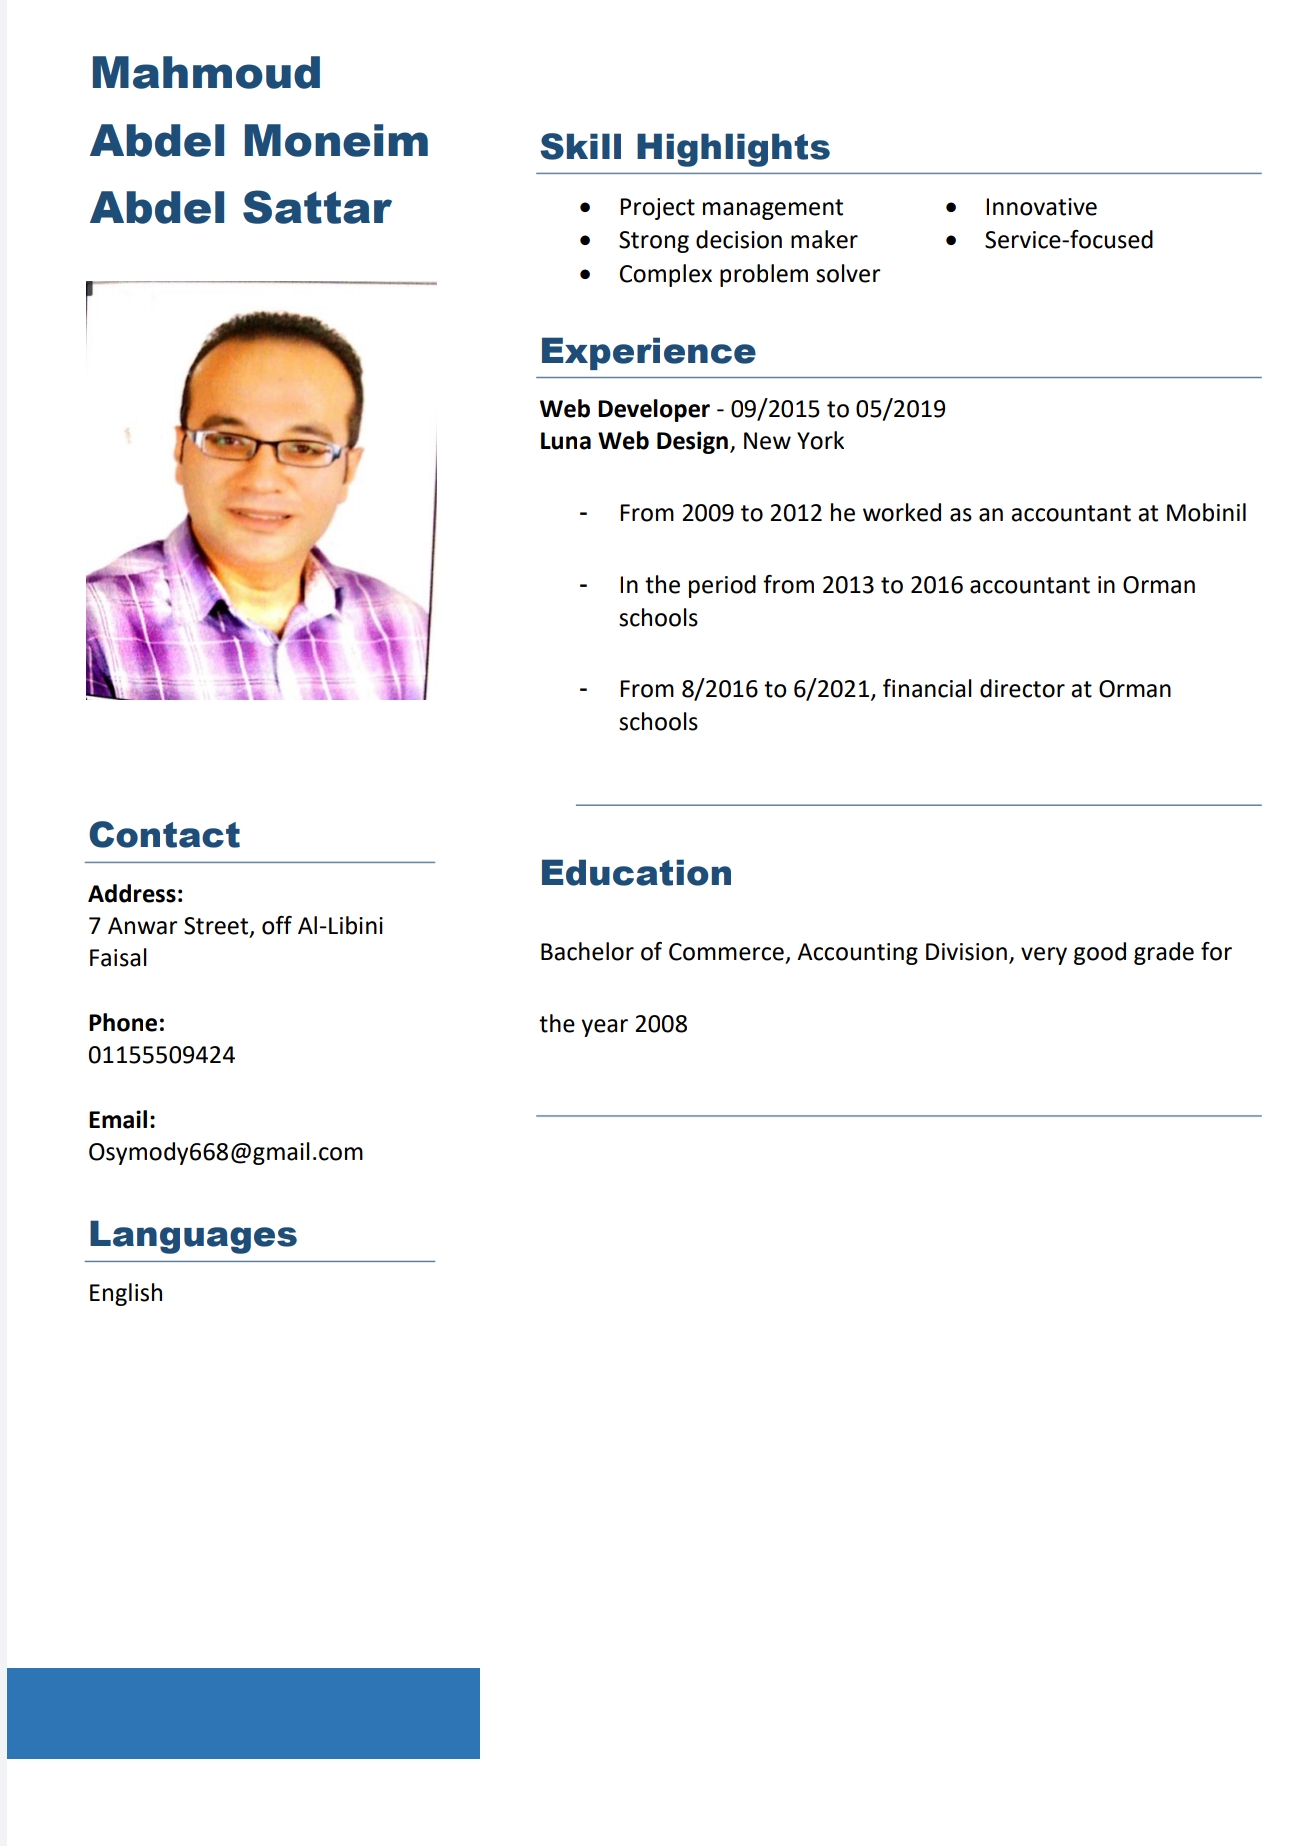 Mahmoud
Abdel Moneim
Abdel Sattar
Contact
Address:
7 Anwar Street, off Al-Libini
Faisal
Phone:
01155509424
Email:
Osymody668@gmail.com
Languages
English
Skill Highlights
• Project management
• Strong decision maker
• Complex problem solver
• Innovative
• Service-focused
Experience
Web Developer - 09/2015 to 05/2019
Luna Web Design, New York
- From 2009 to 2012 he worked as an accountant at Mobinil
- In the period from 2013 to 2016 accountant in Orman
schools
- From 8/2016 to 6/2021, financial director at Orman
schools
Education
Bachelor of Commerce, Accounting Division, very good grade for
the year 2008